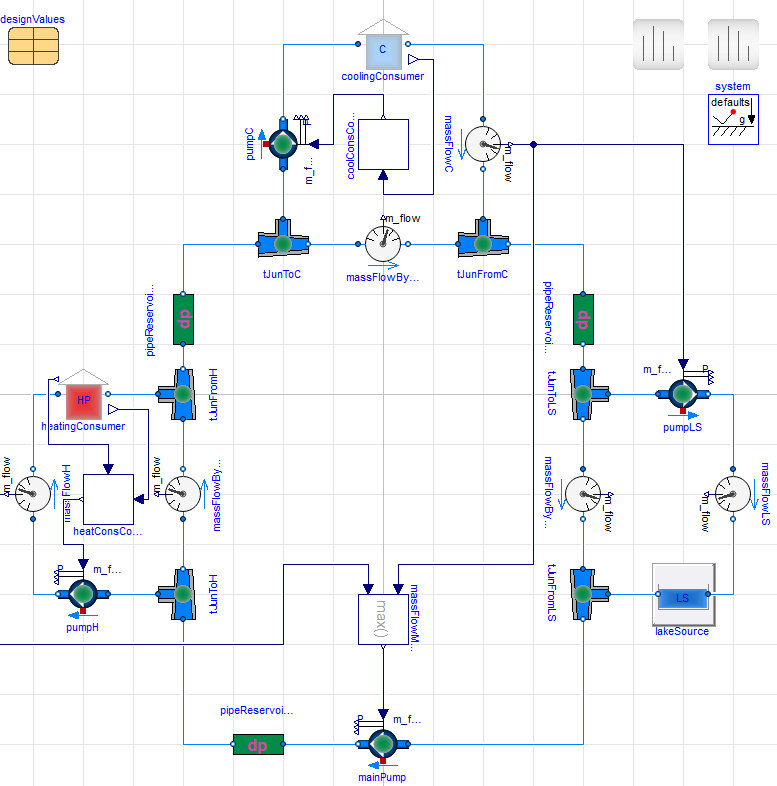 designValues
system
defaults
g
C
coolingConsumer
pumpC
P
m_f...
coolConsCo...
massFlowC
m_flow
m_flow
tJunToC
massFlowBy...
tJunFromC
pipeReservoi...
dp
pipeReservoi...
dp
HP
heatingConsumer
tJunFromH
tJunToLS
m_f...
P
pumpLS
m_flow
massFlowH
m_flow
massFlowBy...
heatConsCo...
massFlowBy...
m_flow
m_flow
massFlowLS
P
m_f...
pumpH
tJunToH
max()
massFlowM...
tJunFromLS
LS
lakeSource
pipeReservoi...
dp
P
m_f...
mainPump